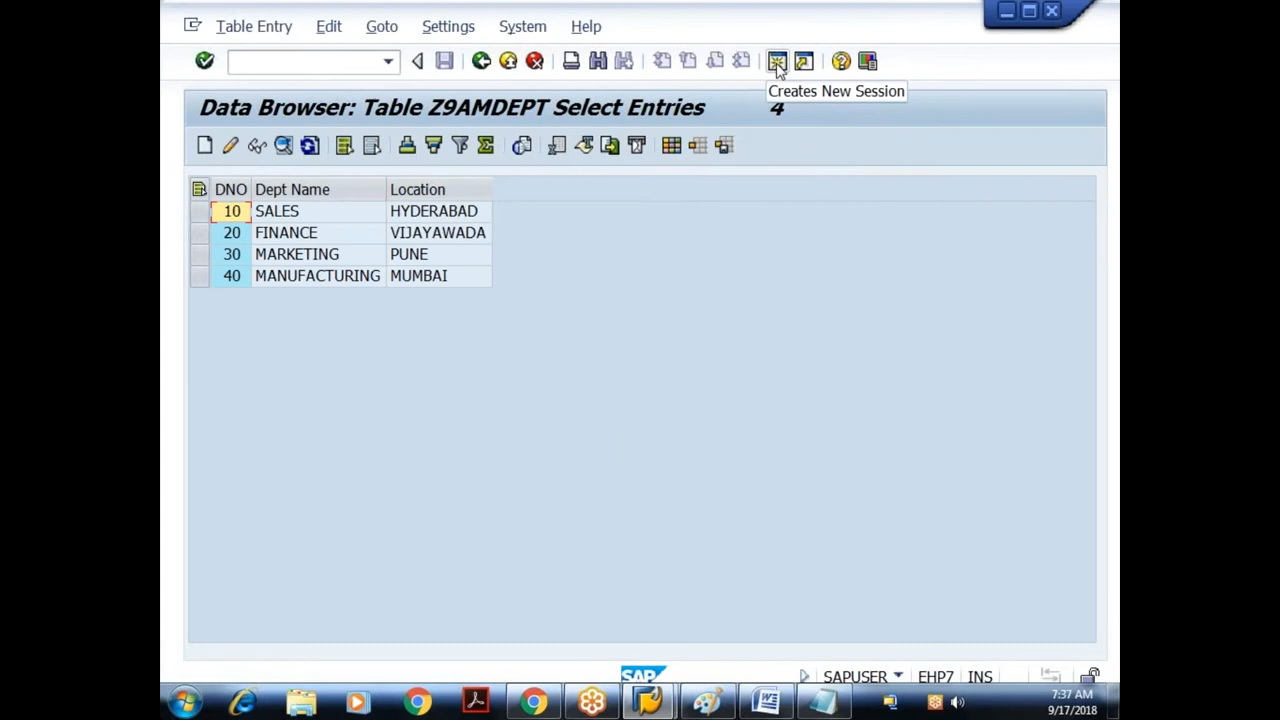 Table Entry Edit Goto Settings System Help
Creates New Session
Data Browser: Table Z9AMDEPT Select Entries 4
DNO Dept Name Location
10 SALES HYDERABAD
20 FINANCE VIJAYAWADA
30 MARKETING PUNE
40 MANUFACTURING MUMBAI
SAP SAPUSER EHP7 INS
7:37 AM
9/17/2018